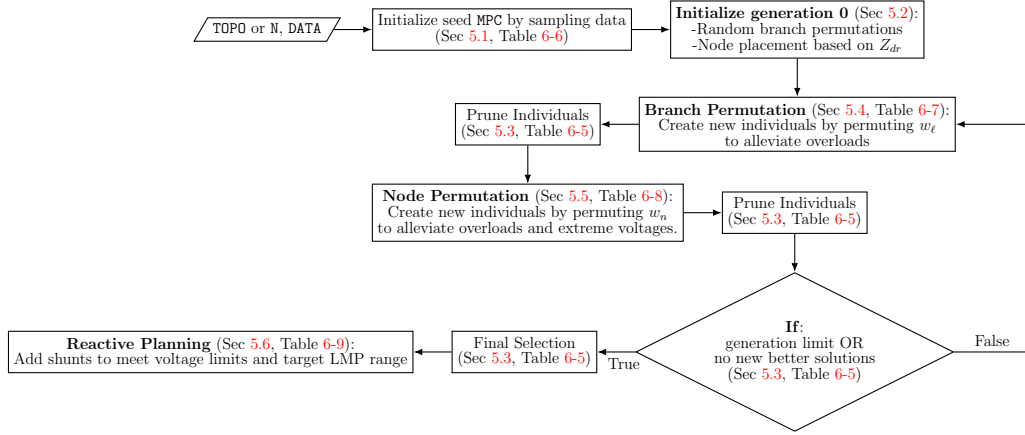 TOPO or N, DATA
Initialize seed MPC by sampling data
(Sec 5.1, Table 6-6)
Initialize generation 0 (Sec 5.2):
-Random branch permutations
-Node placement based on Z_dr
Branch Permutation (Sec 5.4, Table 6-7):
Create new individuals by permuting w_ℓ
to alleviate overloads
Prune Individuals
(Sec 5.3, Table 6-5)
Node Permutation (Sec 5.5, Table 6-8):
Create new individuals by permuting w_n
to alleviate overloads and extreme voltages.
Prune Individuals
(Sec 5.3, Table 6-5)
If:
generation limit OR
no new better solutions
(Sec 5.3, Table 6-5)
False
True
Final Selection
(Sec 5.3, Table 6-5)
Reactive Planning (Sec 5.6, Table 6-9):
Add shunts to meet voltage limits and target LMP range